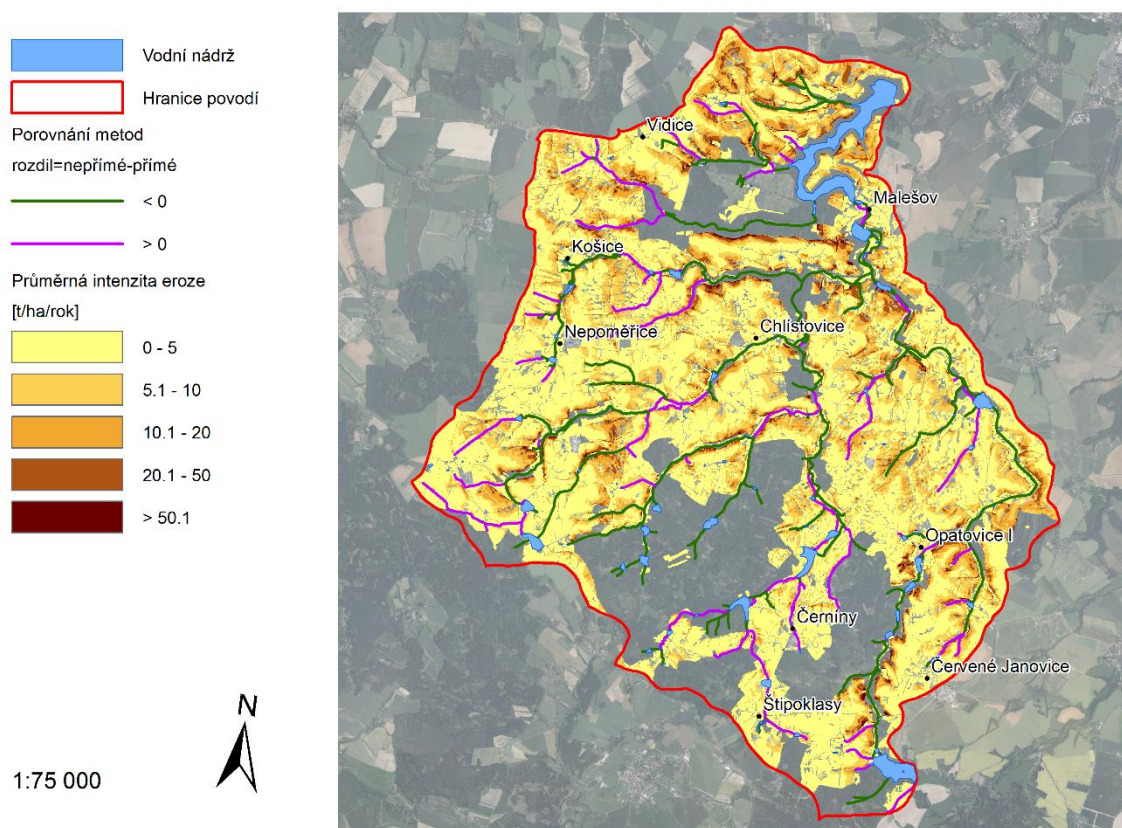 Vodní nádrž
Hranice povodí
Porovnání metod
rozdil=nepřímé-přímé
< 0
> 0
Průměrná intenzita eroze
[t/ha/rok]
0 - 5
5.1 - 10
10.1 - 20
20.1 - 50
> 50.1
N
1:75 000
Vidice
Malešov
Košice
Nepoměřice
Chlístovice
Opatovice I
Černíny
Červené Janovice
Štipoklasy